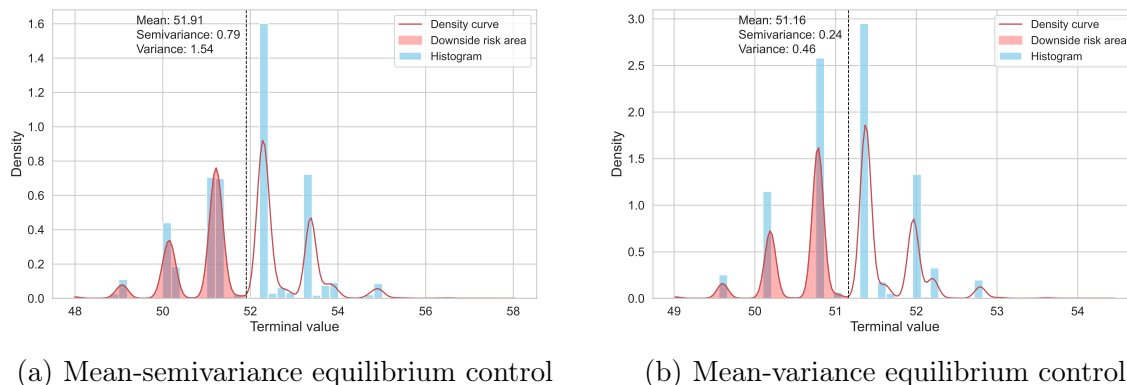 Mean: 51.91
Semivariance: 0.79
Variance: 1.54
Density curve
Downside risk area
Histogram
Density
1.6
1.4
1.2
1.0
0.8
0.6
0.4
0.2
0.0
48 50 52 54 56 58
Terminal value
(a) Mean-semivariance equilibrium control
Mean: 51.16
Semivariance: 0.24
Variance: 0.46
Density curve
Downside risk area
Histogram
Density
3.0
2.5
2.0
1.5
1.0
0.5
0.0
49 50 51 52 53 54
Terminal value
(b) Mean-variance equilibrium control